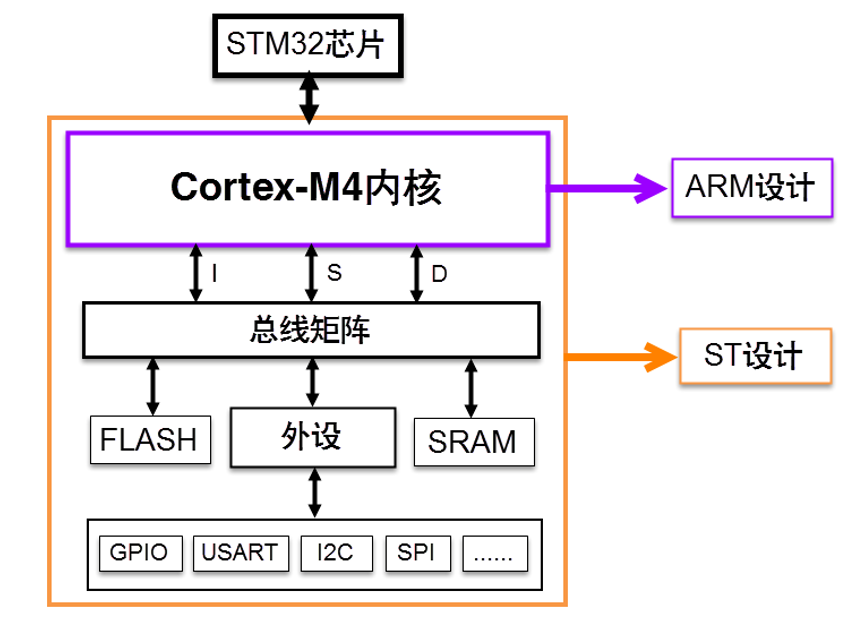 STM32芯片
Cortex-M4内核
ARM设计
I
S
D
总线矩阵
ST设计
FLASH
外设
SRAM
GPIO
USART
I2C
SPI
......